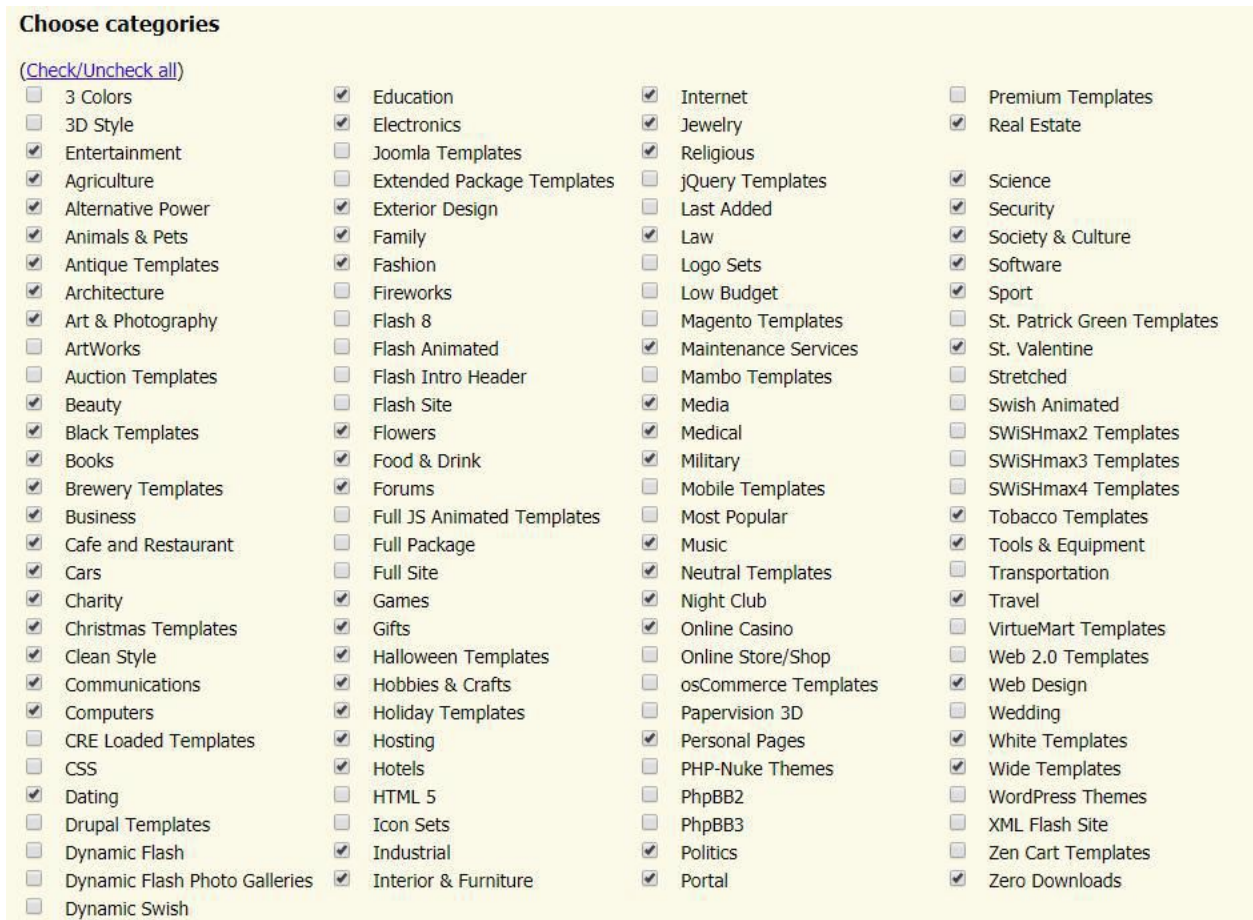 Choose categories
(Check/Uncheck all)
3 Colors Education Internet Premium Templates
3D Style Electronics Jewelry Real Estate
Entertainment Joomla Templates Religious
Agriculture Extended Package Templates jQuery Templates Science
Alternative Power Exterior Design Last Added Security
Animals & Pets Family Law Society & Culture
Antique Templates Fashion Logo Sets Software
Architecture Fireworks Low Budget Sport
Art & Photography Flash 8 Magento Templates St. Patrick Green Templates
ArtWorks Flash Animated Maintenance Services St. Valentine
Auction Templates Flash Intro Header Mambo Templates Stretched
Beauty Flash Site Media Swish Animated
Black Templates Flowers Medical SWiSHmax2 Templates
Books Food & Drink Military SWiSHmax3 Templates
Brewery Templates Forums Mobile Templates SWiSHmax4 Templates
Business Full JS Animated Templates Most Popular Tobacco Templates
Cafe and Restaurant Full Package Music Tools & Equipment
Cars Full Site Neutral Templates Transportation
Charity Games Night Club Travel
Christmas Templates Gifts Online Casino VirtueMart Templates
Clean Style Halloween Templates Online Store/Shop Web 2.0 Templates
Communications Hobbies & Crafts osCommerce Templates Web Design
Computers Holiday Templates Papervision 3D Wedding
CRE Loaded Templates Hosting Personal Pages White Templates
CSS Hotels PHP-Nuke Themes Wide Templates
Dating HTML 5 PhpBB2 WordPress Themes
Drupal Templates Icon Sets PhpBB3 XML Flash Site
Dynamic Flash Industrial Politics Zen Cart Templates
Dynamic Flash Photo Galleries Interior & Furniture Portal Zero Downloads
Dynamic Swish